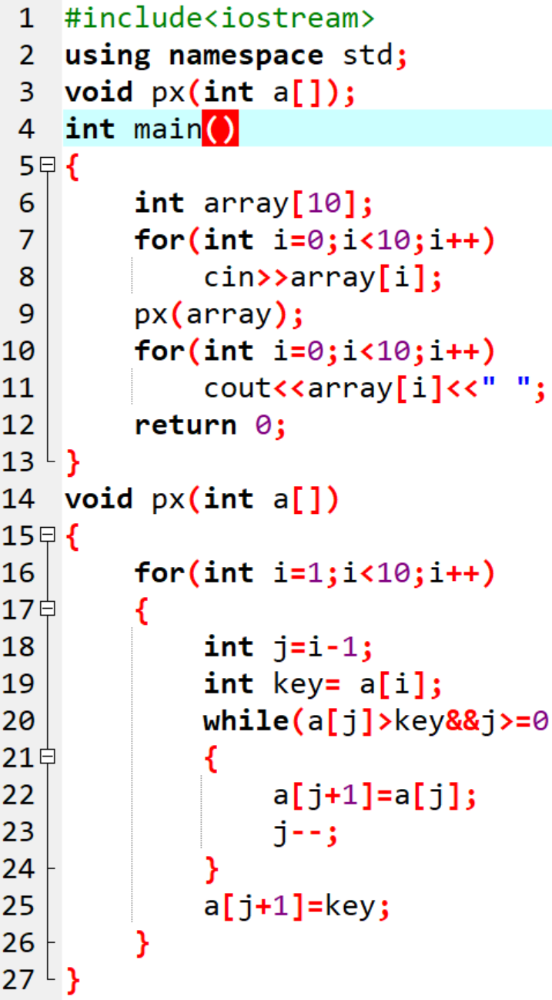 1 #include<iostream>
2 using namespace std;
3 void px(int a[]);
4 int main()
5 {
6 int array[10];
7 for(int i=0;i<10;i++)
8 cin>>array[i];
9 px(array);
10 for(int i=0;i<10;i++)
11 cout<<array[i]<<" ";
12 return 0;
13 }
14 void px(int a[])
15 {
16 for(int i=1;i<10;i++)
17 {
18 int j=i-1;
19 int key= a[i];
20 while(a[j]>key&&j>=0
21 {
22 a[j+1]=a[j];
23 j--;
24 }
25 a[j+1]=key;
26 }
27 }